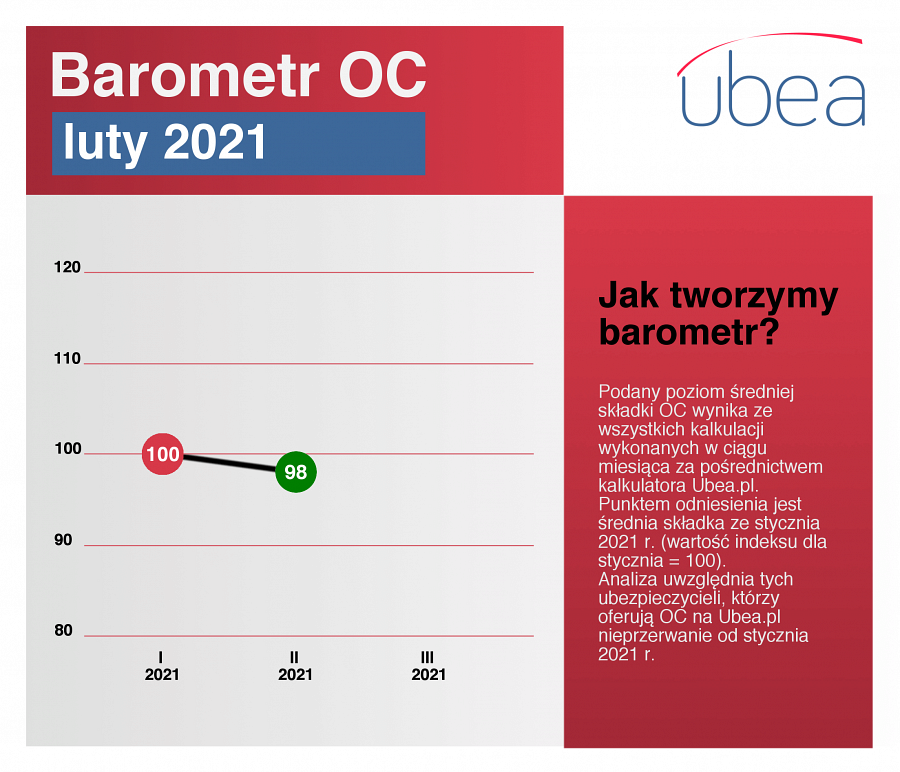 Barometr OC
luty 2021
ubea
120
110
100
90
80
100
98
I
2021
II
2021
III
2021
Jak tworzymy
barometr?
Podany poziom średniej
składki OC wynika ze
wszystkich kalkulacji
wykonanych w ciągu
miesiąca za pośrednictwem
kalkulatora Ubea.pl.
Punktem odniesienia jest
średnia składka ze stycznia
2021 r. (wartość indeksu dla
stycznia = 100).
Analiza uwzględnia tych
ubezpieczycieli, którzy
oferują OC na Ubea.pl
nieprzerwanie od stycznia
2021 r.